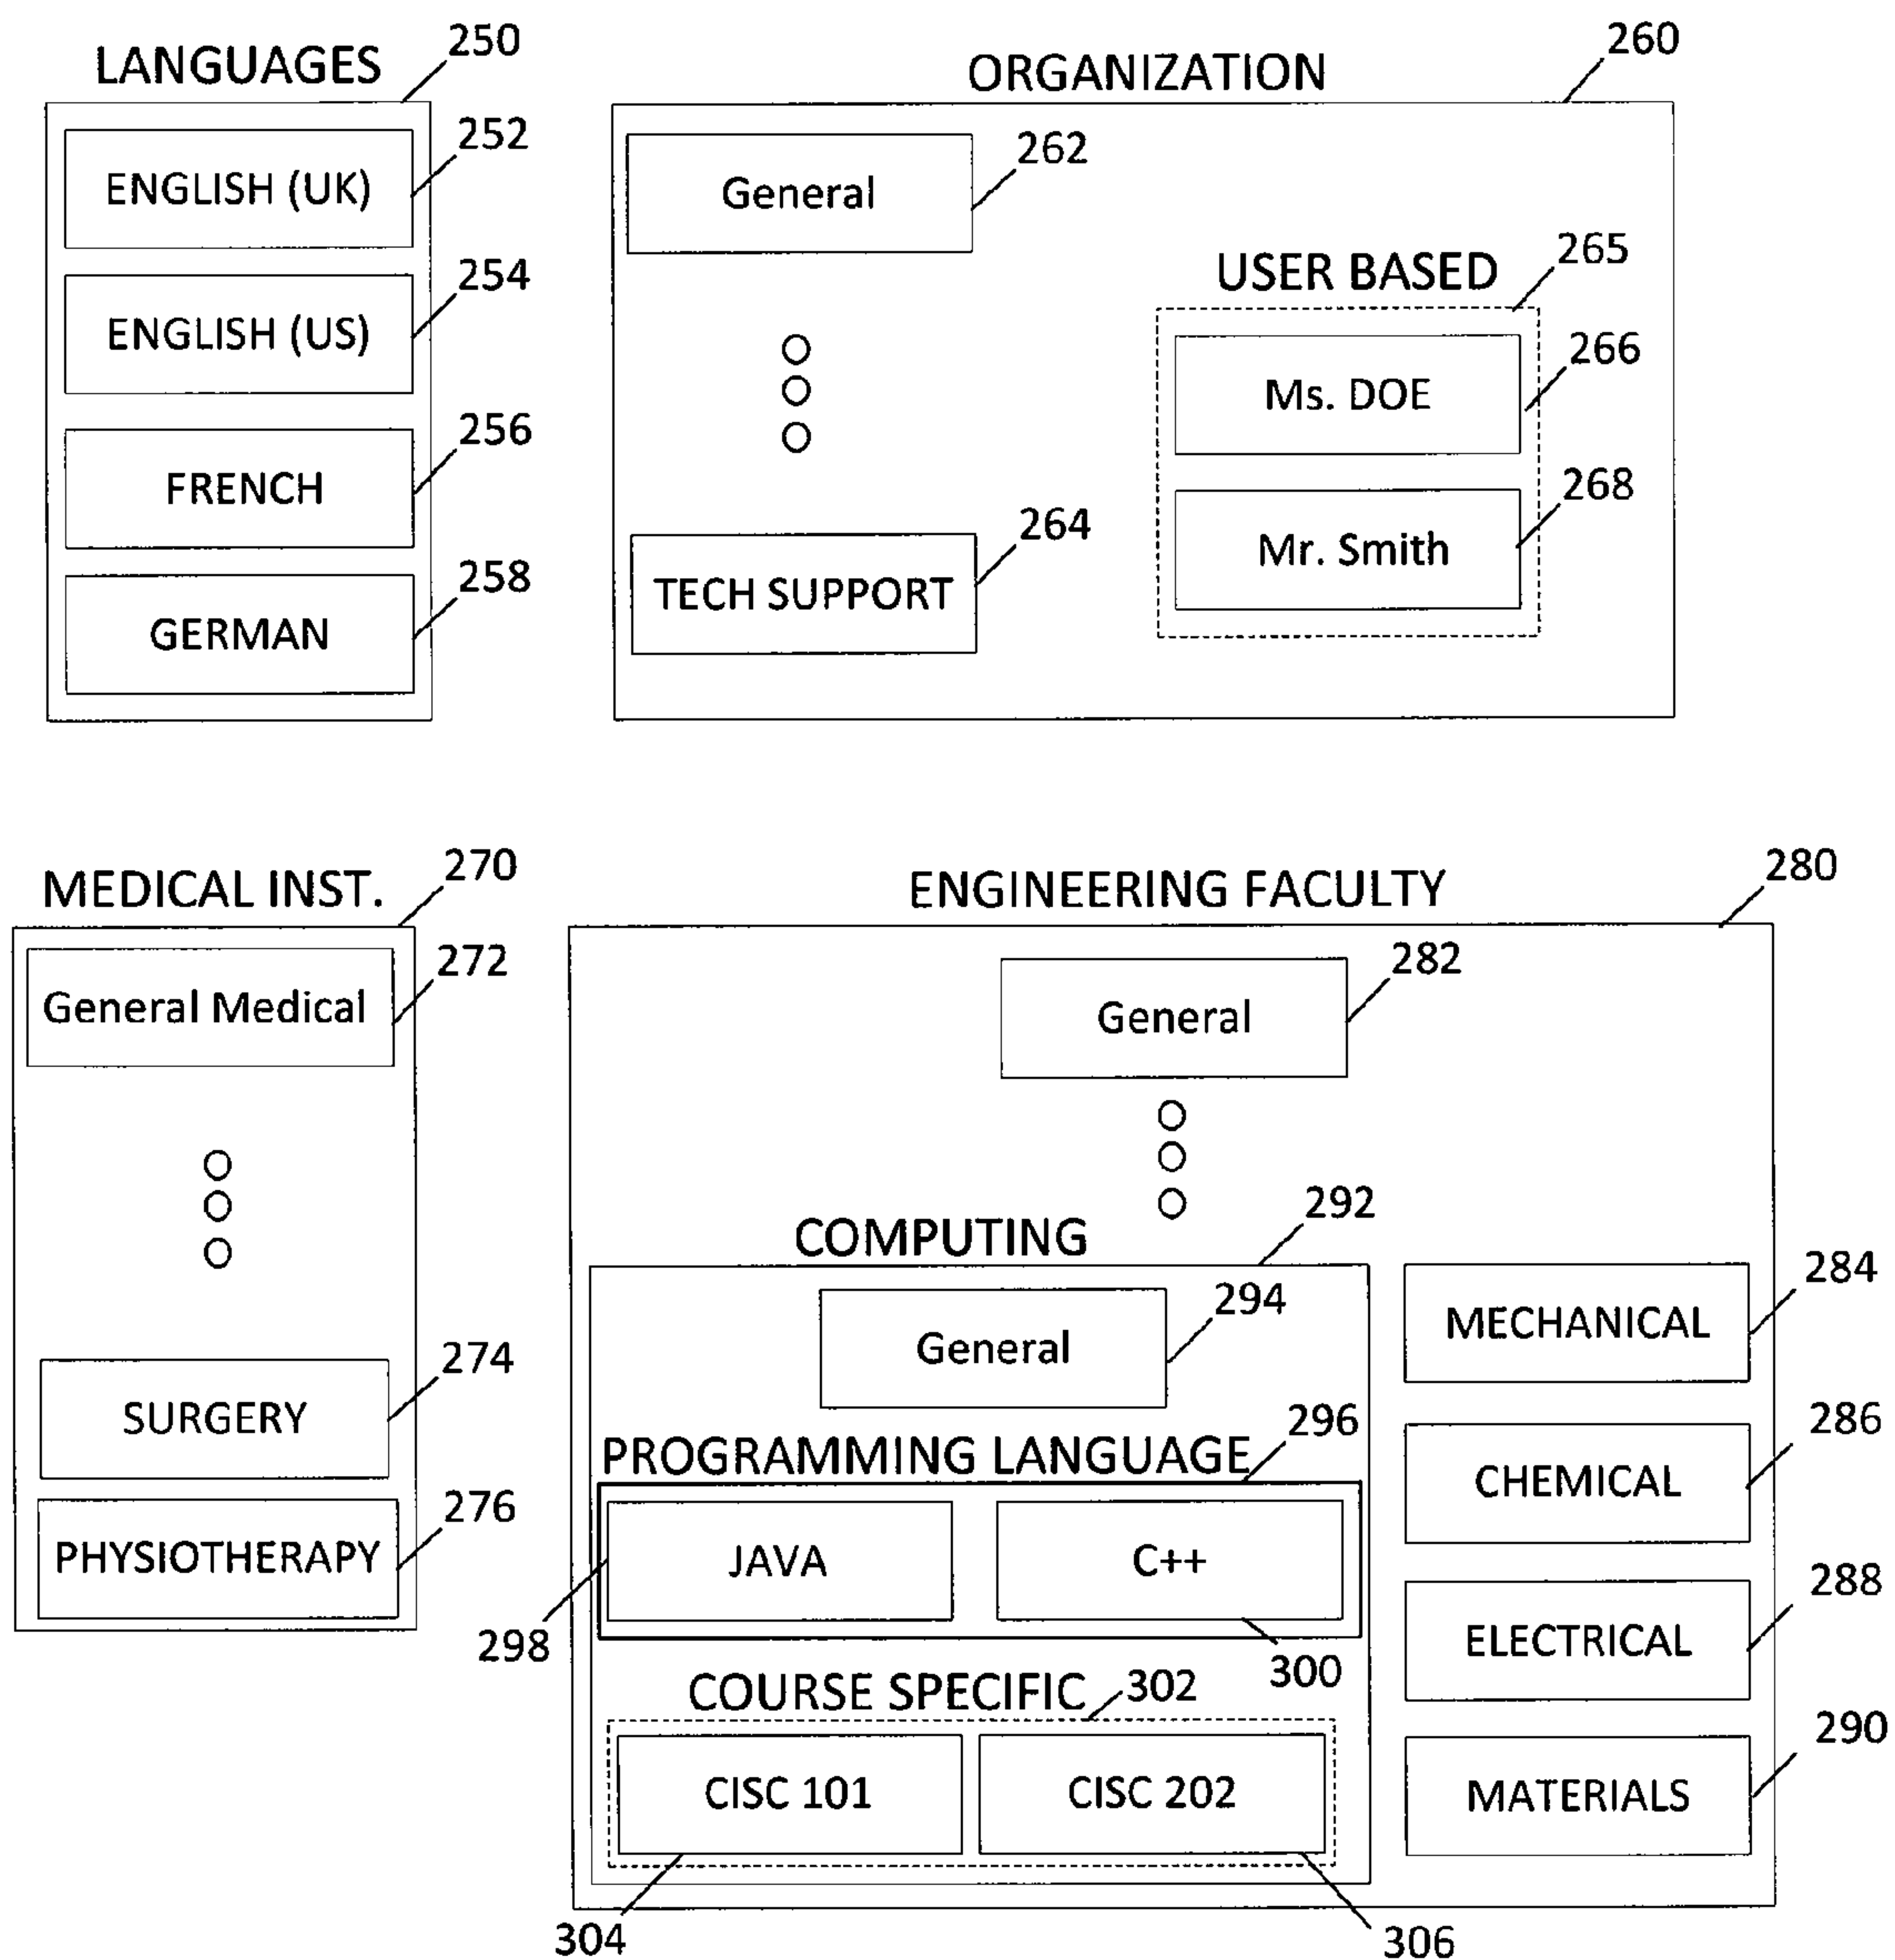 LANGUAGES
250
ENGLISH (UK)
252
ENGLISH (US)
254
FRENCH
256
GERMAN
258
ORGANIZATION
260
General
262
USER BASED
265
Ms. DOE
266
Mr. Smith
268
TECH SUPPORT
264
MEDICAL INST.
270
General Medical
272
SURGERY
274
PHYSIOTHERAPY
276
ENGINEERING FACULTY
280
General
282
COMPUTING
292
General
294
PROGRAMMING LANGUAGE
296
JAVA
298
C++
300
COURSE SPECIFIC
302
CISC 101
304
CISC 202
306
MECHANICAL
284
CHEMICAL
286
ELECTRICAL
288
MATERIALS
290